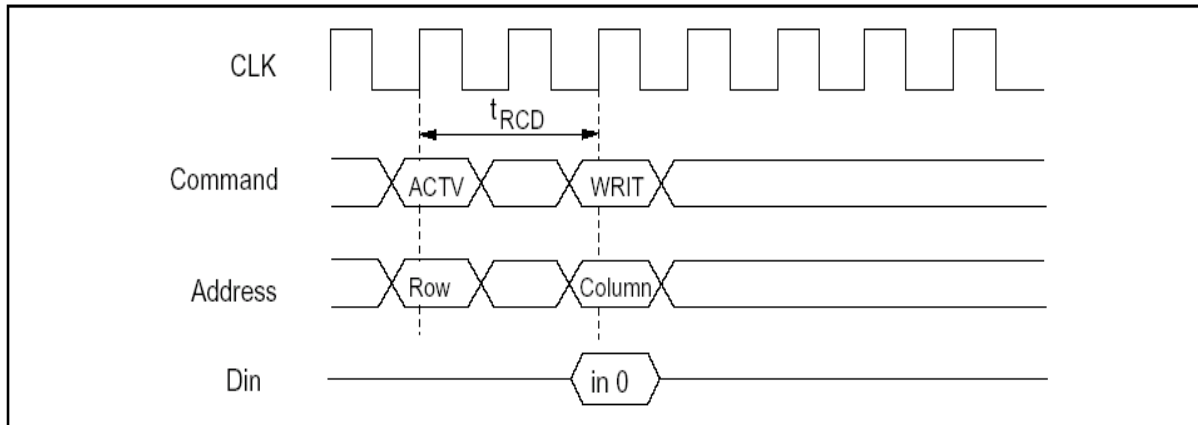 CLK
tRCD
Command ACTV WRIT
Address Row Column
Din in 0